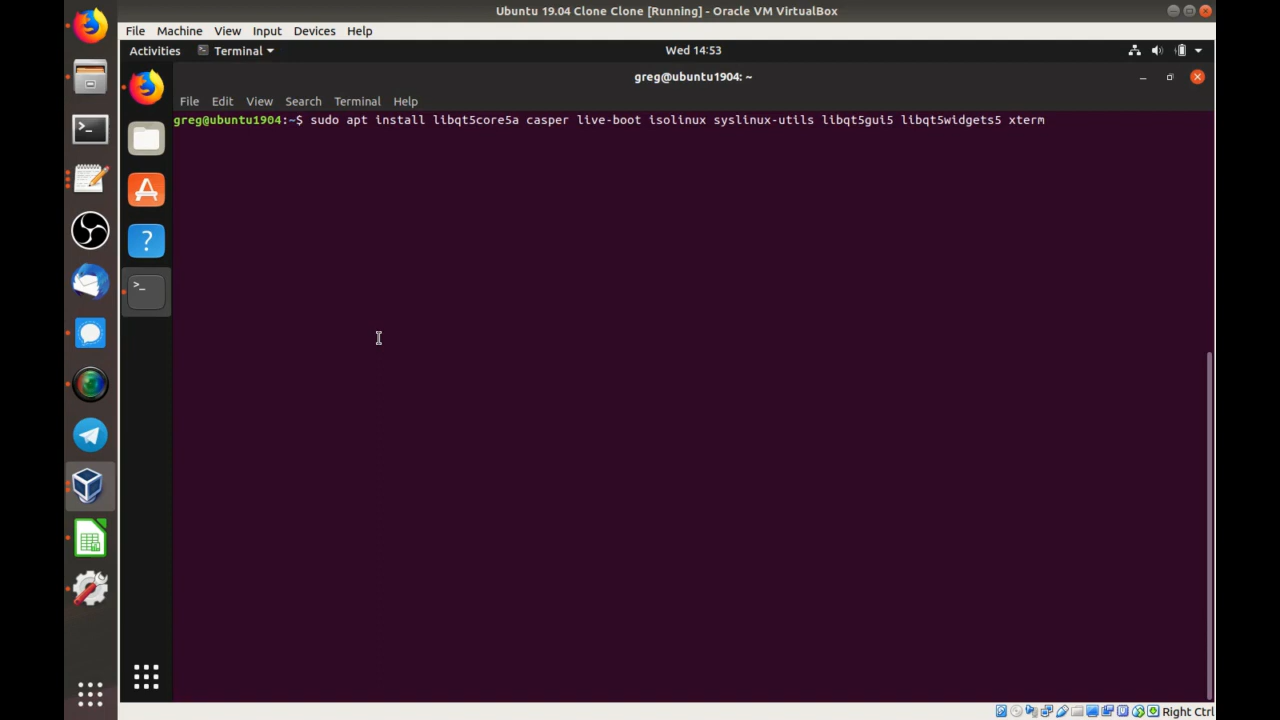 Ubuntu 19.04 Clone Clone [Running] - Oracle VM VirtualBox
File Machine View Input Devices Help
Activities Terminal Wed 14:53
greg@ubuntu1904: ~
File Edit View Search Terminal Help
greg@ubuntu1904:~$ sudo apt install libqt5core5a casper live-boot isolinux syslinux-utils libqt5gui5 libqt5widgets5 xterm
Right Ctrl